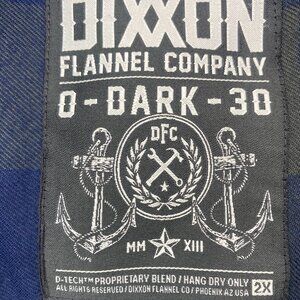 DIXXON
FLANNEL COMPANY
O-DARK-30
DFC
MM XIII
D-TECH™ PROPRIETARY BLEND / HANG DRY ONLY
ALL RIGHTS RESERVED / DIXXON FLANNEL CO / PHOENIX AZ USA
2X